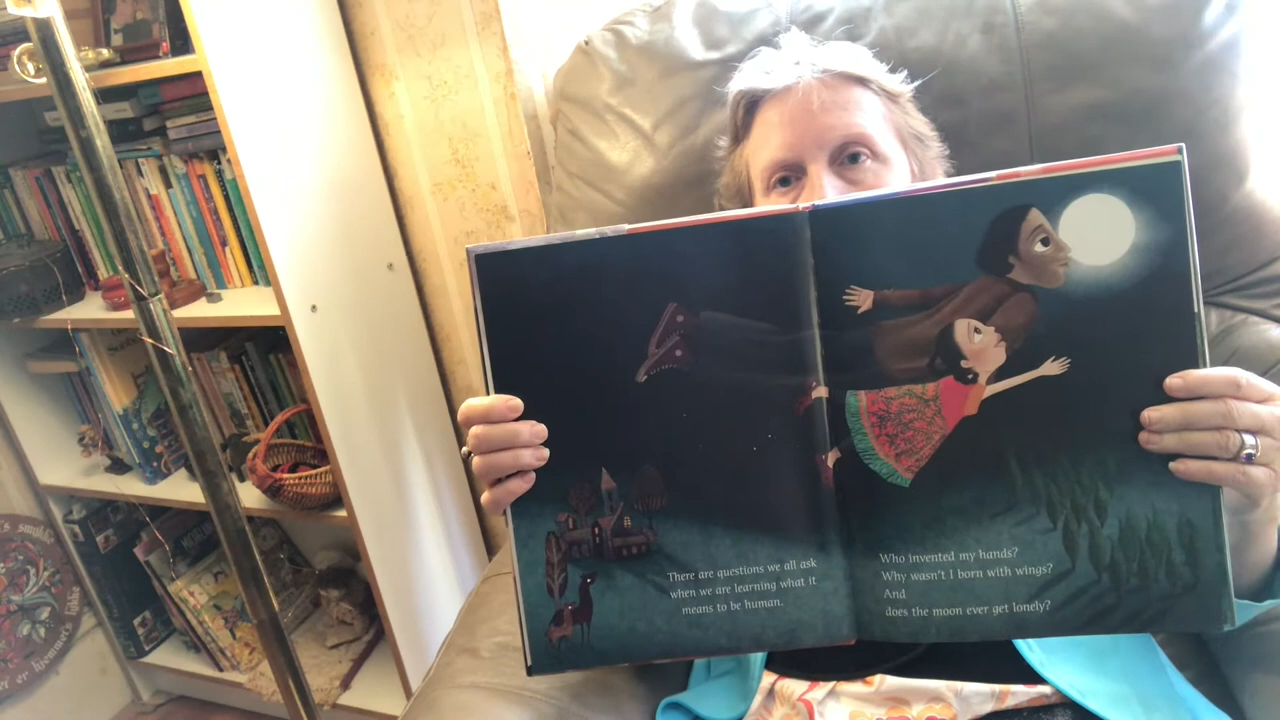 There are questions we all ask
when we are learning what it
means to be human.
Who invented my hands?
Why wasn't I born with wings?
And
does the moon ever get lonely?